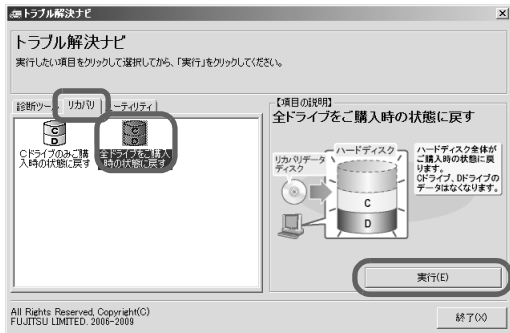 トラブル解決ナビ
トラブル解決ナビ
実行したい項目をクリックして選択してから、「実行」をクリックしてください。
診断ツール
リカバリ
ユーティリティ
Cドライブのみご購
入時の状態に戻す
全ドライブをご購入
時の状態に戻す
【項目の説明】
全ドライブをご購入時の状態に戻す
リカバリデータ
ディスク
ハードディスク
C
D
ハードディスク全体が
ご購入時の状態に戻
ります。
Cドライブ、Dドライブの
データはなくなります。
実行(E)
All Rights Reserved, Copyright(C)
FUJITSU LIMITED. 2006-2009
終了(X)